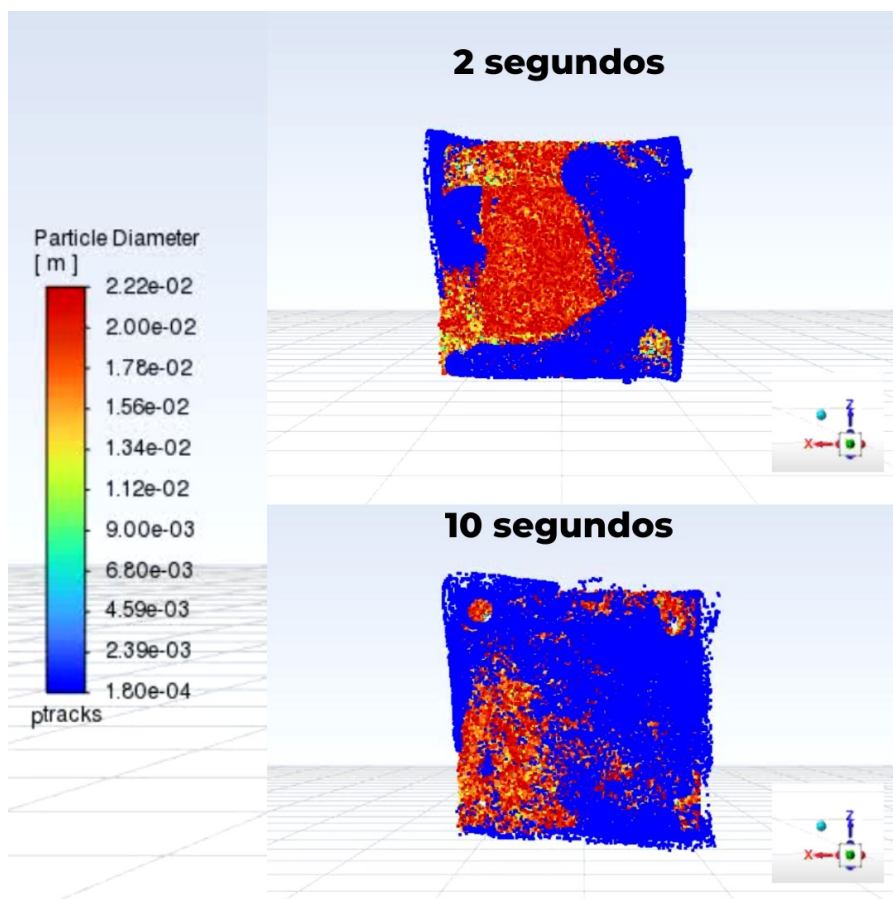 2 segundos
Particle Diameter
[ m ]
2.22e-02
2.00e-02
1.78e-02
1.56e-02
1.34e-02
1.12e-02
9.00e-03
6.80e-03
4.59e-03
2.39e-03
1.80e-04
ptracks
Z
X
10 segundos
Z
X